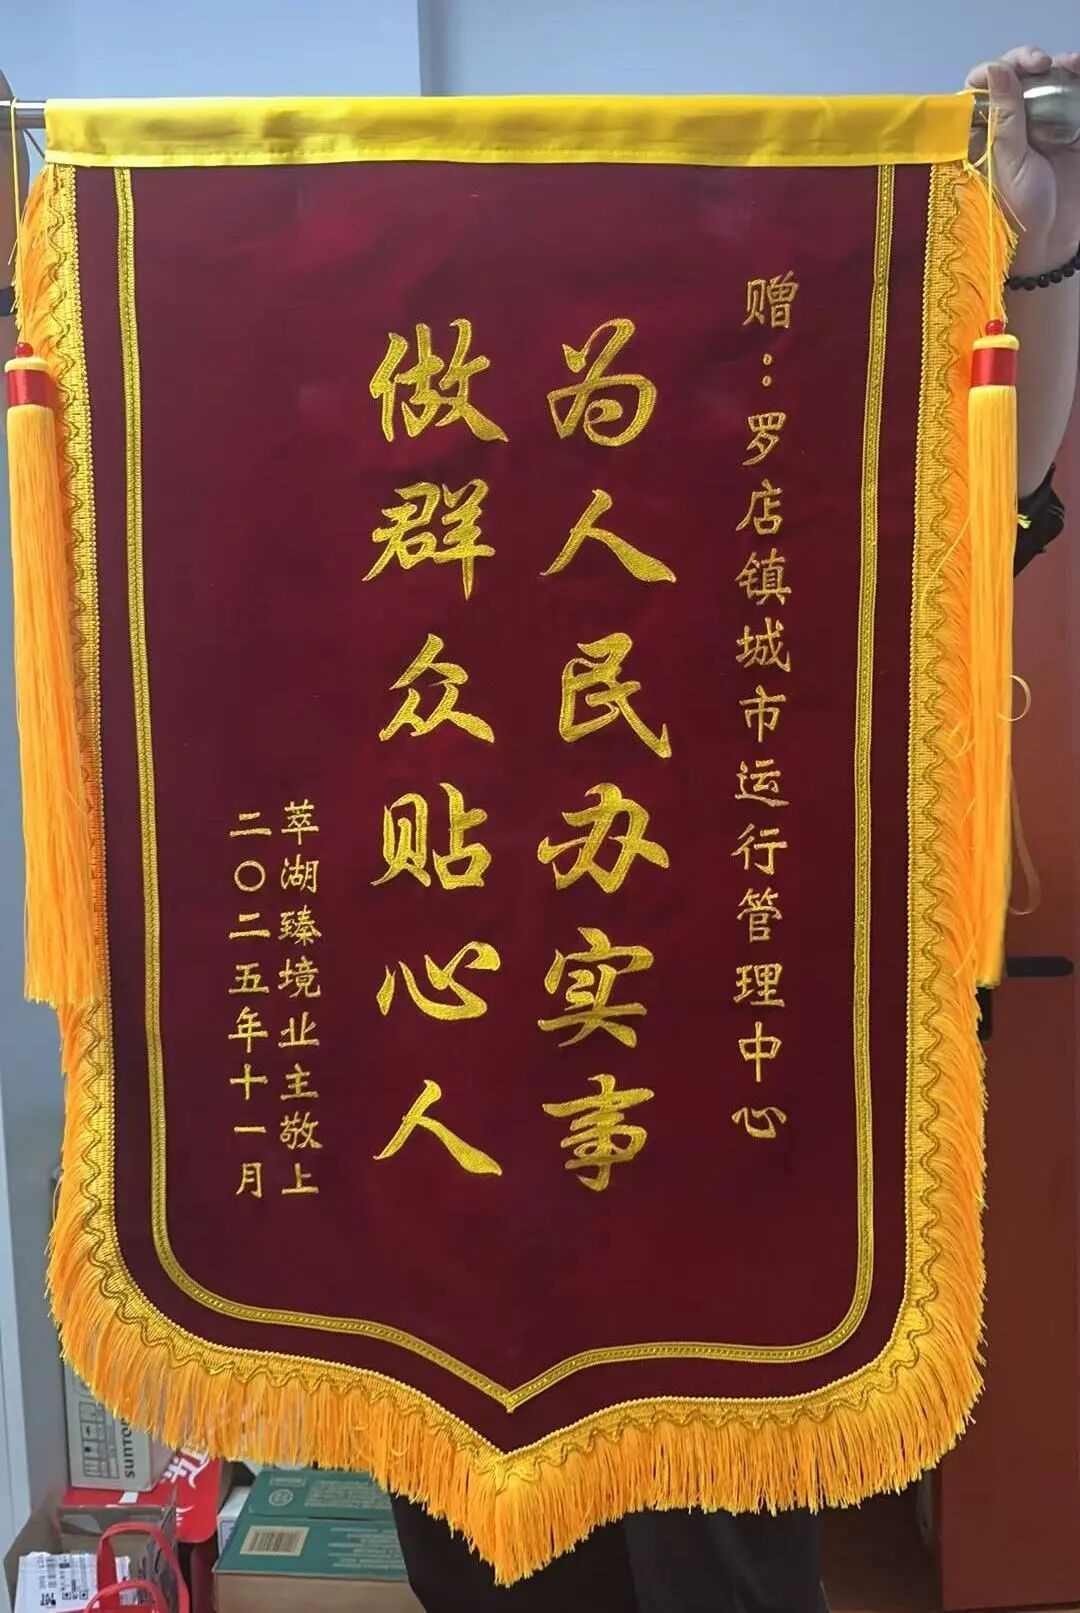 赠：罗店镇城市运行管理中心
为人民办实事
做群众贴心人
萃湖臻境业主敬上
二〇二五年十一月
SUNTO
乐